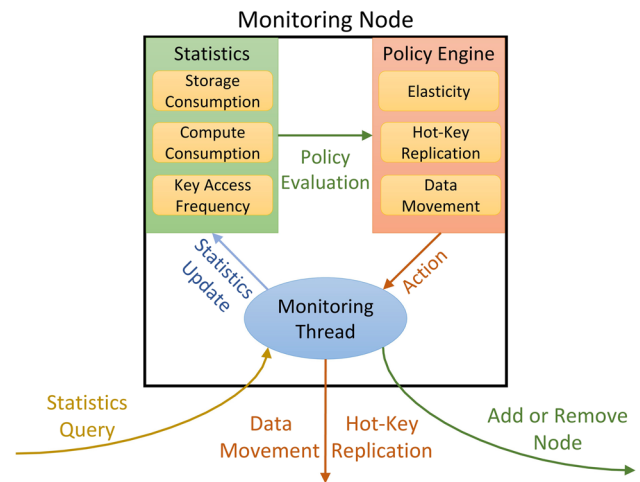 Monitoring Node
Statistics
Storage
Consumption
Compute
Consumption
Key Access
Frequency
Policy
Evaluation
Policy Engine
Elasticity
Hot-Key
Replication
Data
Movement
Statistics
Update
Action
Monitoring
Thread
Statistics
Query
Data
Movement
Hot-Key
Replication
Add or Remove
Node